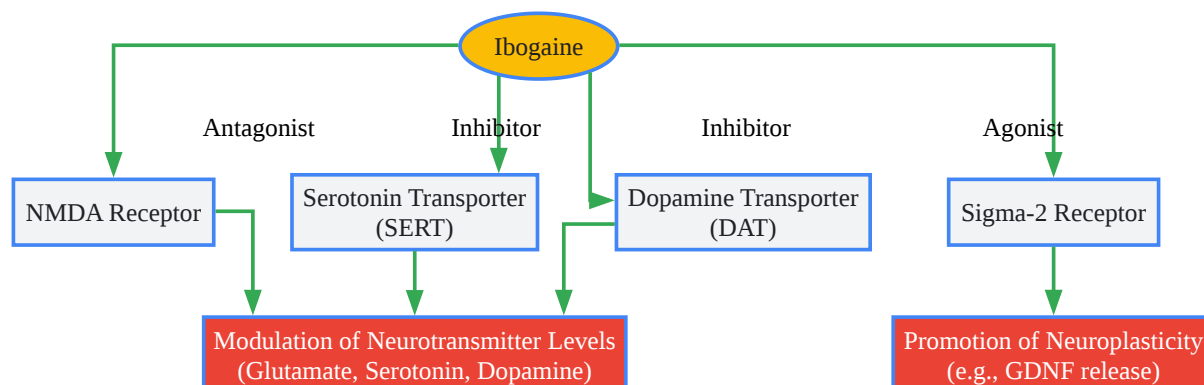 Ibogaine
Antagonist
Inhibitor
Inhibitor
Agonist
NMDA Receptor
Serotonin Transporter
(SERT)
Dopamine Transporter
(DAT)
Sigma-2 Receptor
Modulation of Neurotransmitter Levels
(Glutamate, Serotonin, Dopamine)
Promotion of Neuroplasticity
(e.g., GDNF release)